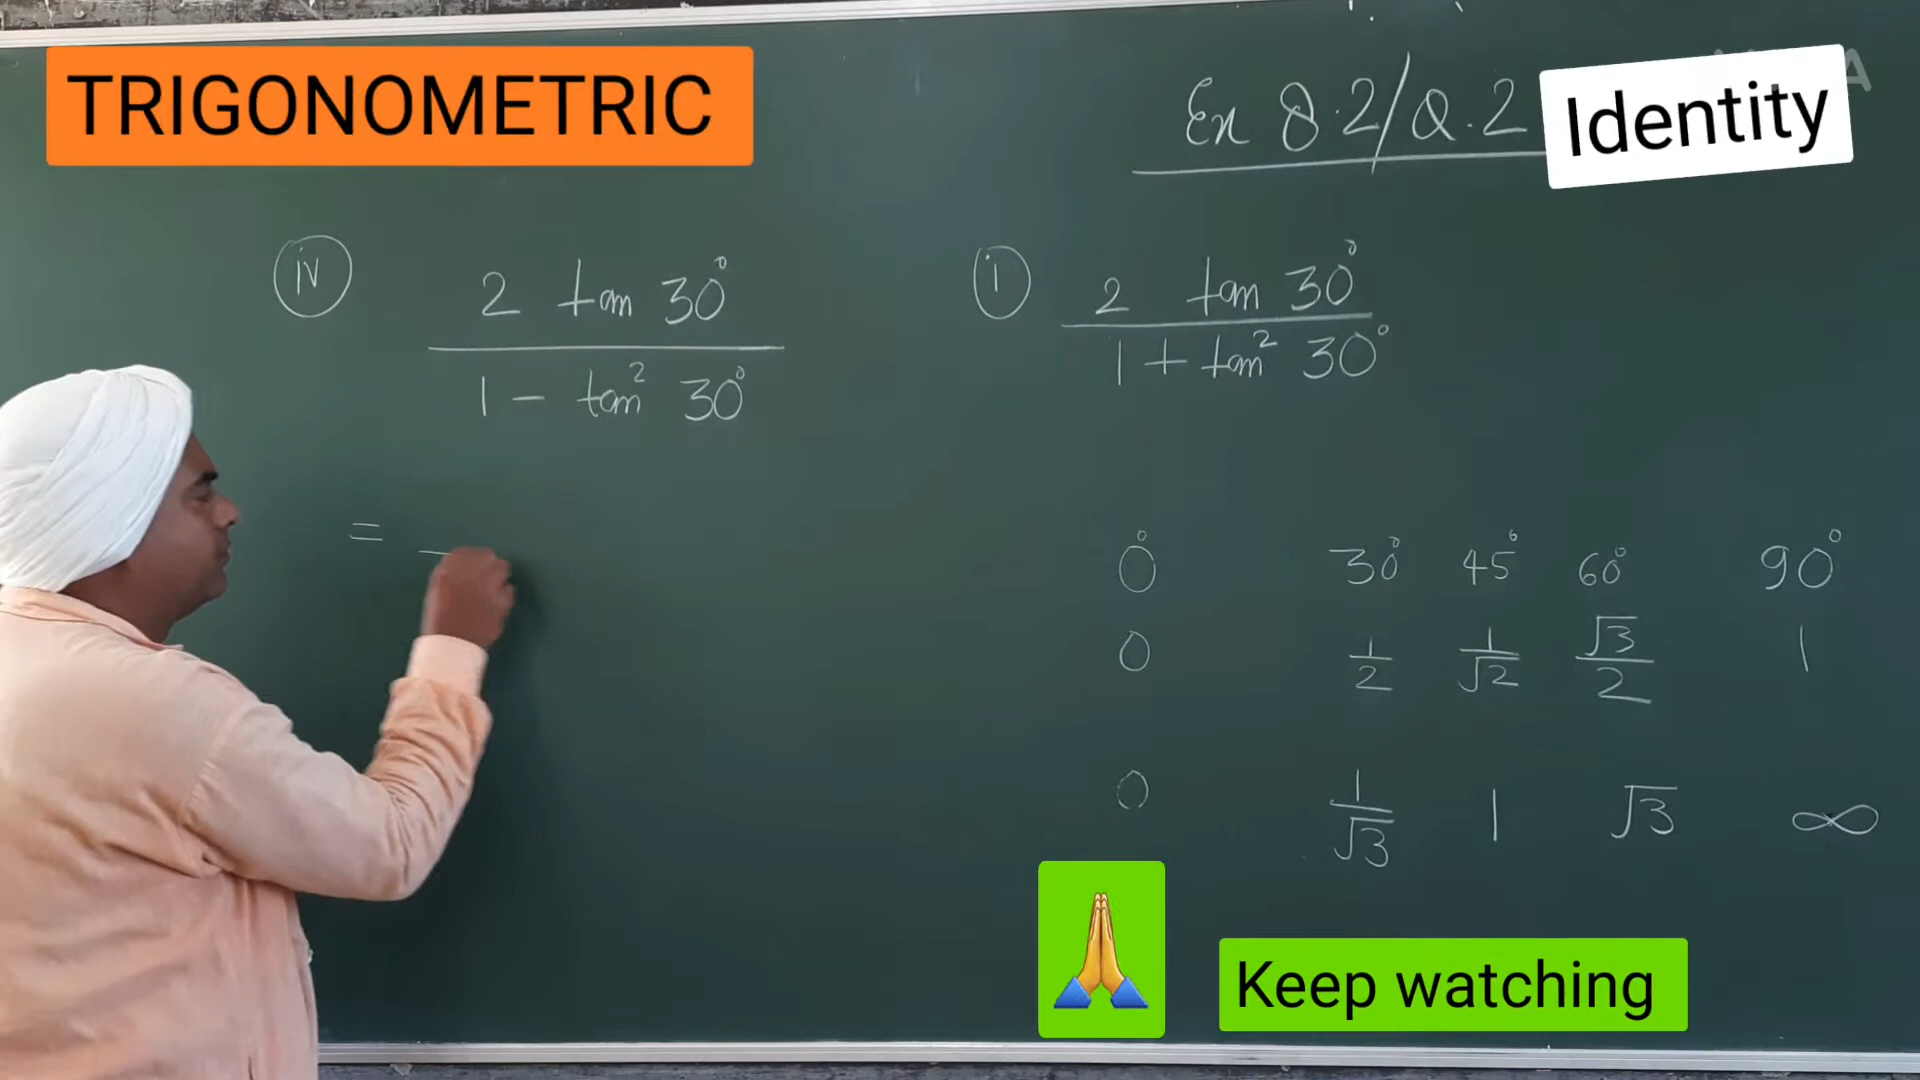 TRIGONOMETRIC
Ex 8.2/Q.2
Identity
iv
2 tan 30°
1 - tan² 30°
=
i
2 tan 30°
1 + tan² 30°
0° 30° 45° 60° 90°
0 1/2 1/√2 √3/2 1
0 1/√3 1 √3 ∞
Keep watching